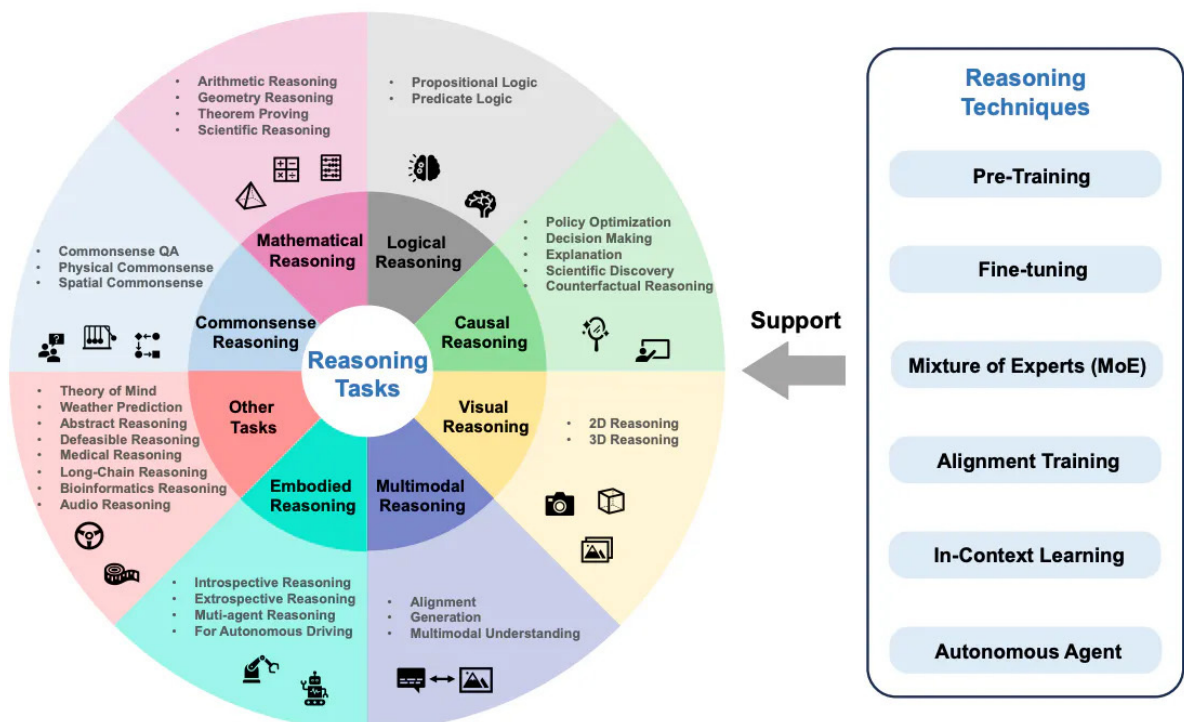 Reasoning
Tasks
Mathematical
Reasoning
• Arithmetic Reasoning
• Geometry Reasoning
• Theorem Proving
• Scientific Reasoning
Logical
Reasoning
• Propositional Logic
• Predicate Logic
Causal
Reasoning
• Policy Optimization
• Decision Making
• Explanation
• Scientific Discovery
• Counterfactual Reasoning
Visual
Reasoning
• 2D Reasoning
• 3D Reasoning
Multimodal
Reasoning
• Alignment
• Generation
• Multimodal Understanding
Embodied
Reasoning
• Introspective Reasoning
• Extrospective Reasoning
• Muti-agent Reasoning
• For Autonomous Driving
Other
Tasks
• Theory of Mind
• Weather Prediction
• Abstract Reasoning
• Defeasible Reasoning
• Medical Reasoning
• Long-Chain Reasoning
• Bioinformatics Reasoning
• Audio Reasoning
Commonsense
Reasoning
• Commonsense QA
• Physical Commonsense
• Spatial Commonsense
?
Support
Reasoning
Techniques
Pre-Training
Fine-tuning
Mixture of Experts (MoE)
Alignment Training
In-Context Learning
Autonomous Agent